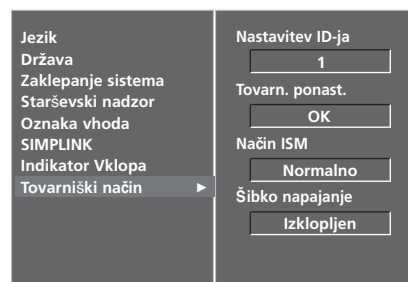 Jezik
Država
Zaklepanje sistema
Starševski nadzor
Oznaka vhoda
SIMPLINK
Indikator Vklopa
Tovarniški način ►
Nastavitev ID-ja
1
Tovarn. ponast.
OK
Način ISM
Normalno
Šibko napajanje
Izklopljen